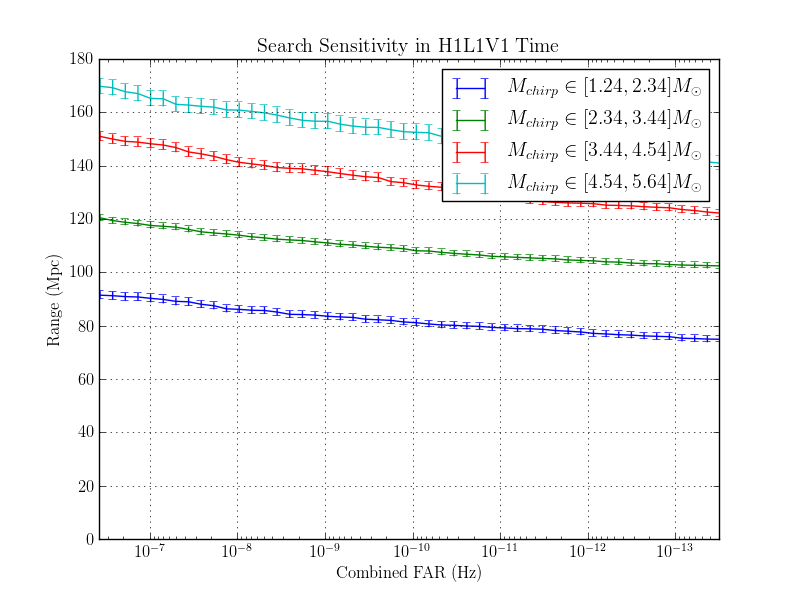 Search Sensitivity in H1L1V1 Time
180
160
140
120
100
80
60
40
20
0
Range (Mpc)
M_chirp ∈ [1.24, 2.34]M_⊙
M_chirp ∈ [2.34, 3.44]M_⊙
M_chirp ∈ [3.44, 4.54]M_⊙
M_chirp ∈ [4.54, 5.64]M_⊙
10⁻⁷ 10⁻⁸ 10⁻⁹ 10⁻¹⁰ 10⁻¹¹ 10⁻¹² 10⁻¹³
Combined FAR (Hz)